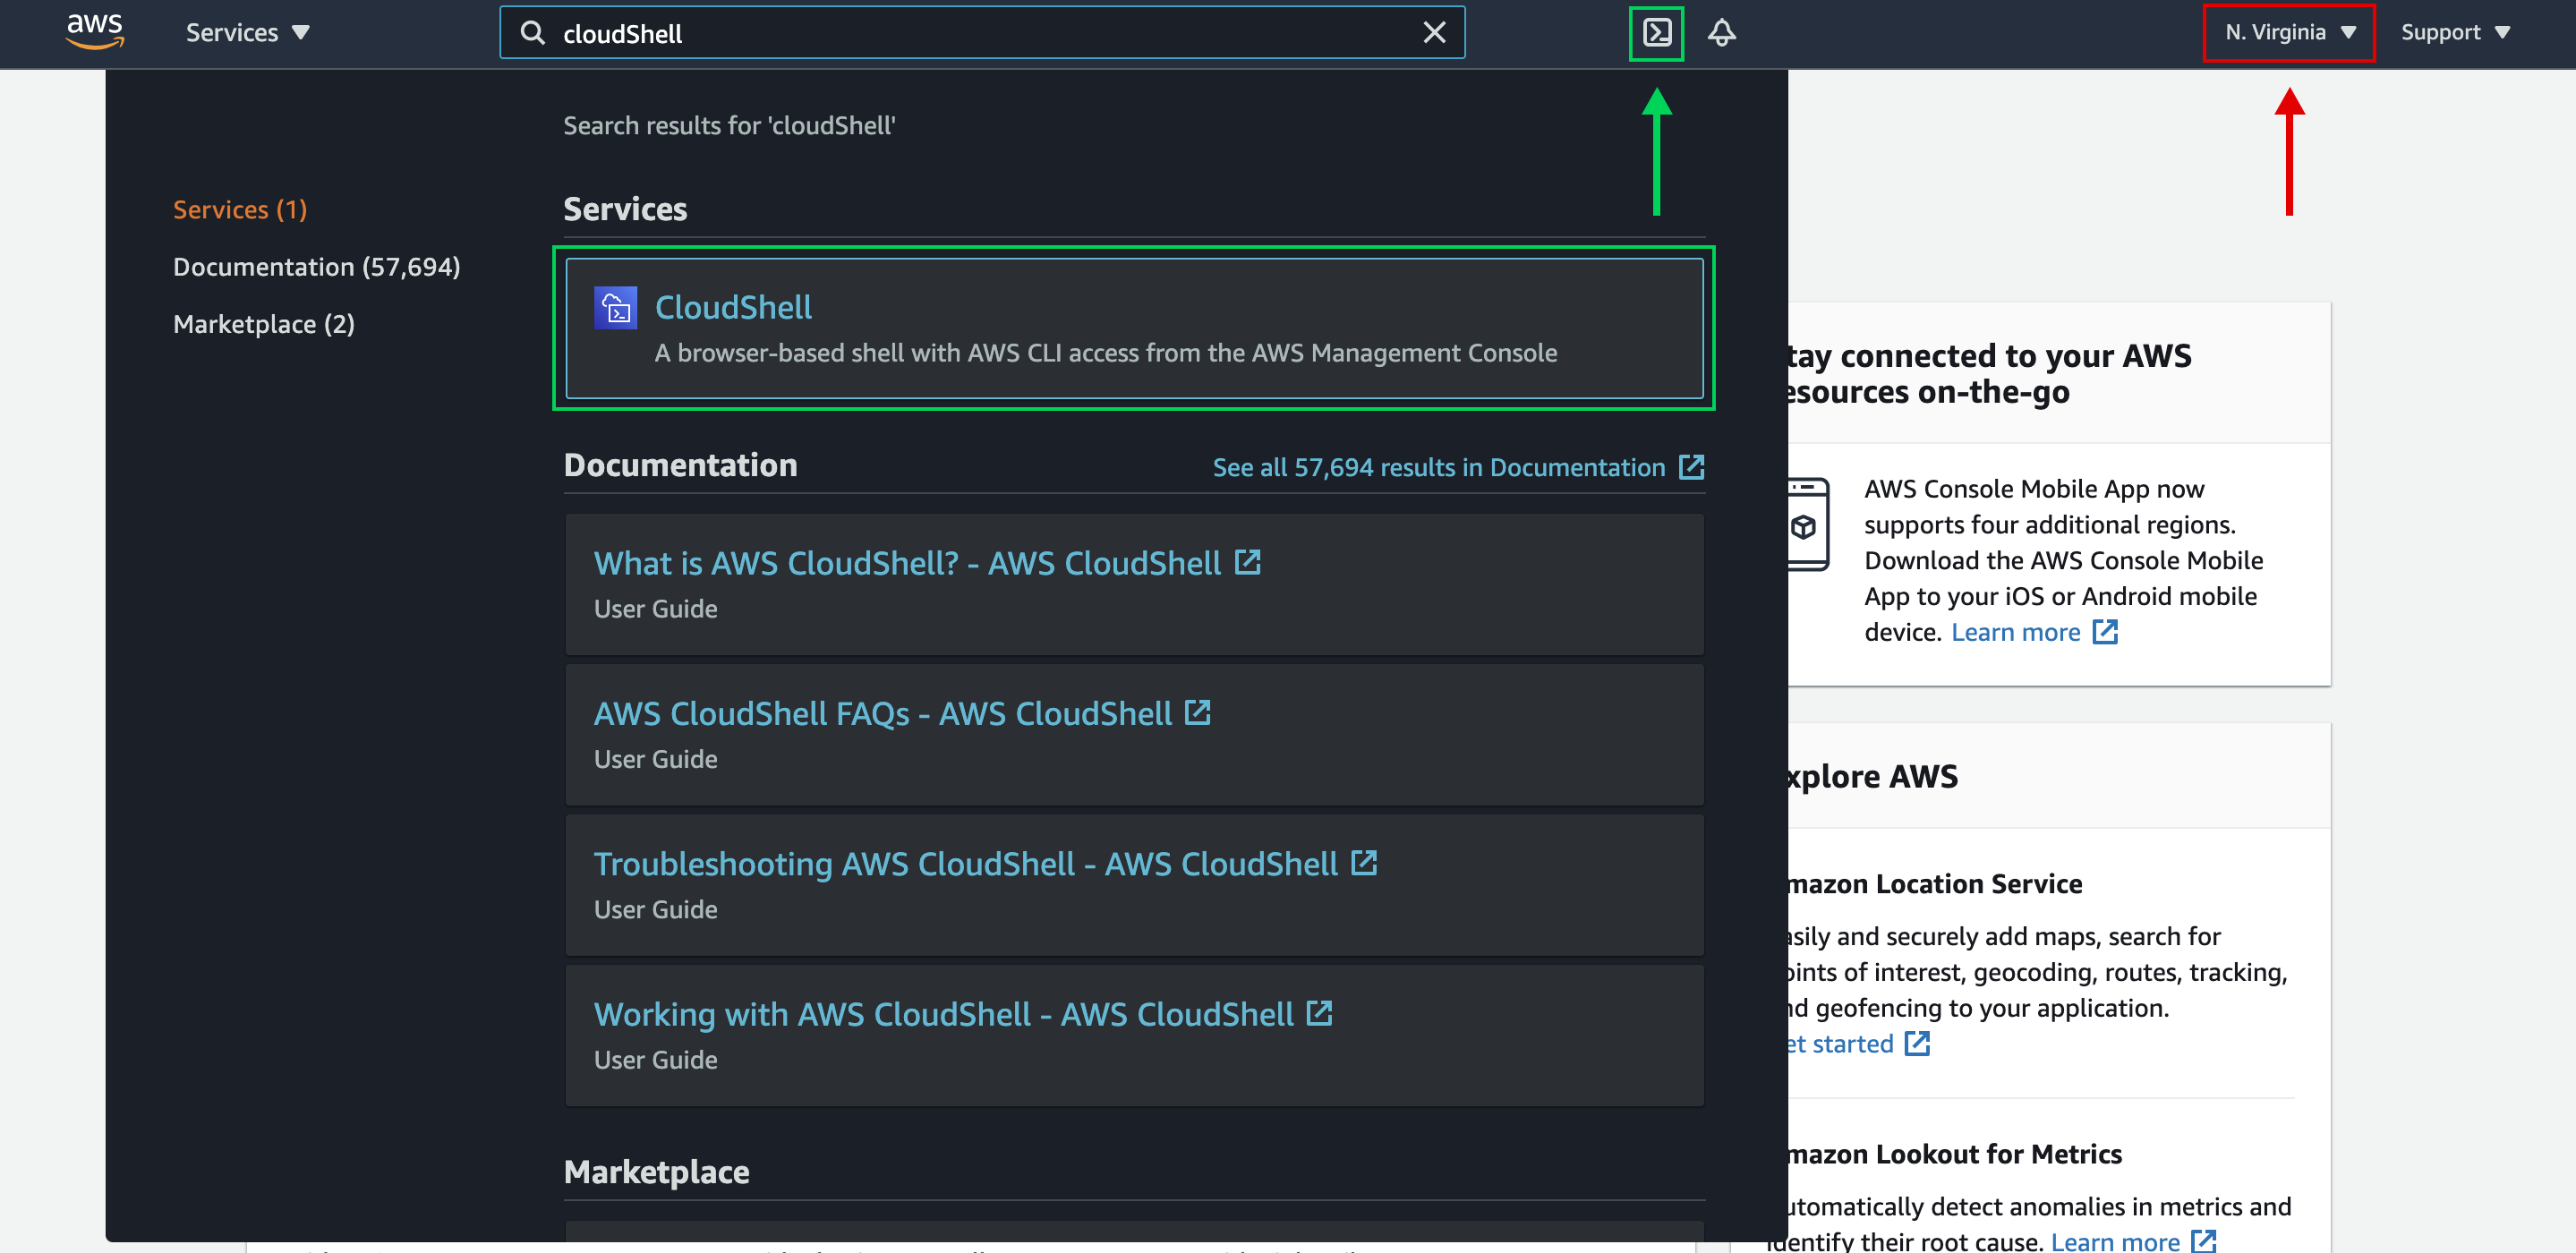 aws
Services
cloudShell
N. Virginia
Support
Search results for 'cloudShell'
Services (1)
Documentation (57,694)
Marketplace (2)
Services
CloudShell
A browser-based shell with AWS CLI access from the AWS Management Console
Documentation
See all 57,694 results in Documentation
What is AWS CloudShell? - AWS CloudShell
User Guide
AWS CloudShell FAQs - AWS CloudShell
User Guide
Troubleshooting AWS CloudShell - AWS CloudShell
User Guide
Working with AWS CloudShell - AWS CloudShell
User Guide
Marketplace
tay connected to your AWS
esources on-the-go
AWS Console Mobile App now
supports four additional regions.
Download the AWS Console Mobile
App to your iOS or Android mobile
device. Learn more
xplore AWS
mazon Location Service
asily and securely add maps, search for
oints of interest, geocoding, routes, tracking,
nd geofencing to your application.
et started
mazon Lookout for Metrics
utomatically detect anomalies in metrics and
identify their root cause. Learn more